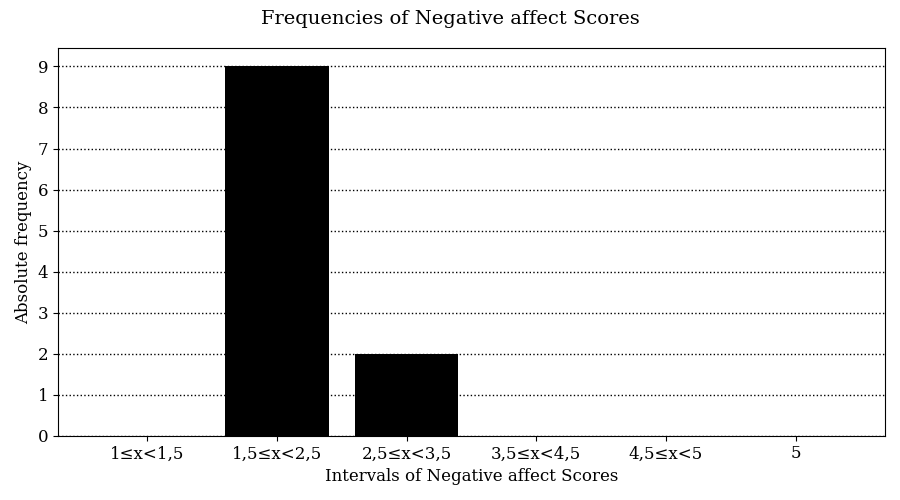 Frequencies of Negative affect Scores
Absolute frequency
9
8
7
6
5
4
3
2
1
0
1≤x<1,5 1,5≤x<2,5 2,5≤x<3,5 3,5≤x<4,5 4,5≤x<5 5
Intervals of Negative affect Scores